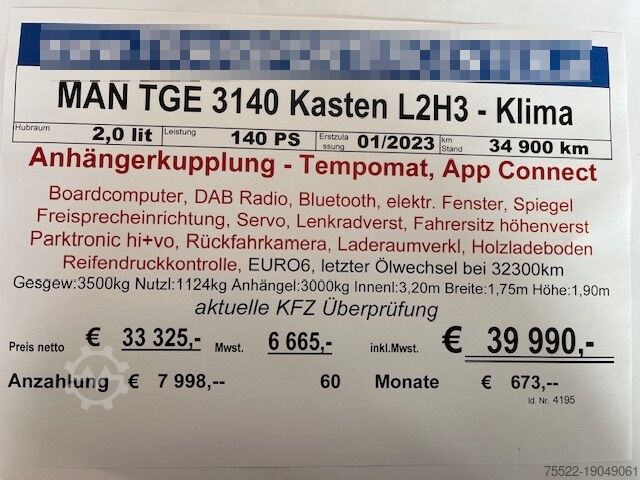 MAN TGE 3140 Kasten L2H3 - Klima
Hubraum 2,0 lit Leistung 140 PS Erstzulassung 01/2023 km Stand 34 900 km
Anhängerkupplung - Tempomat, App Connect
Boardcomputer, DAB Radio, Bluetooth, elektr. Fenster, Spiegel
Freisprecheinrichtung, Servo, Lenkradverst, Fahrersitz höhenverst
Parktronic hi+vo, Rückfahrkamera, Laderaumverkl, Holzladeboden
Reifendruckkontrolle, EURO6, letzter Ölwechsel bei 32300km
Gesgew:3500kg Nutzl:1124kg Anhängel:3000kg Innenl:3,20m Breite:1,75m Höhe:1,90m
aktuelle KFZ Überprüfung
Preis netto € 33 325,- Mwst. 6 665,- inkl.Mwst. € 39 990,-
Anzahlung € 7 998,-- 60 Monate € 673,--
Id. Nr. 4195
75522-19049061